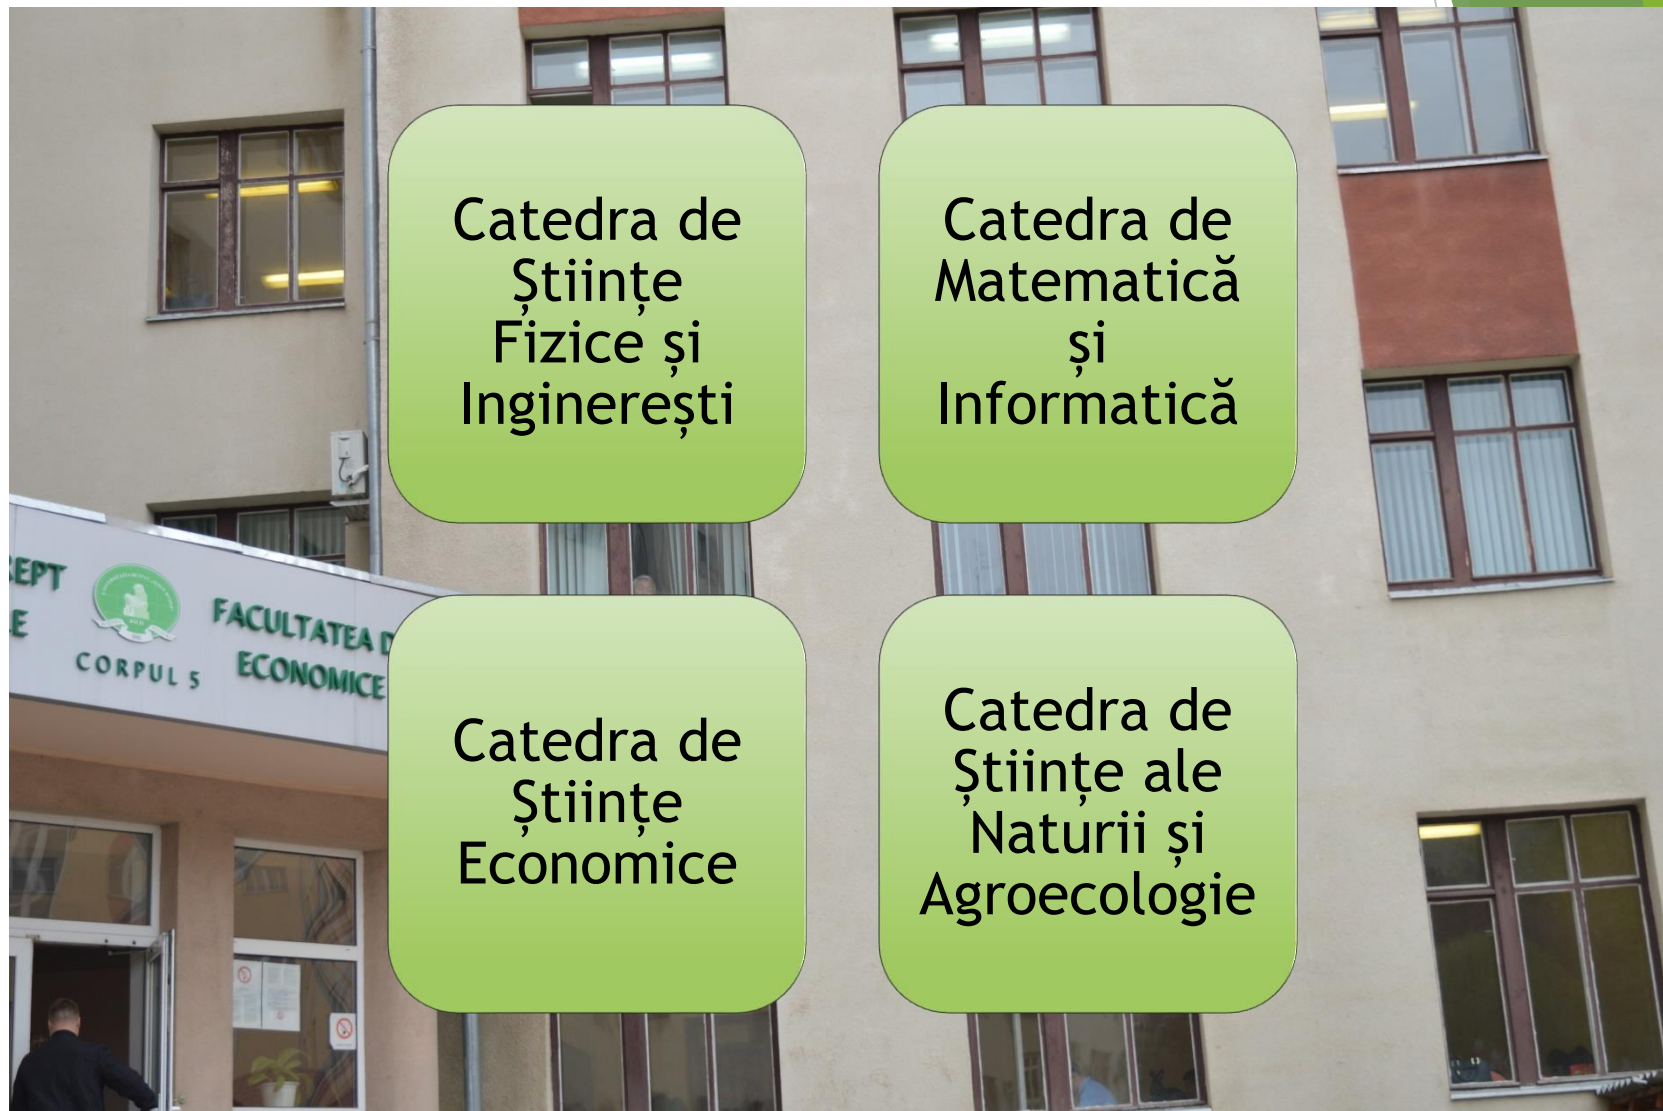 Catedra de
Științe
Fizice și
Inginerești
Catedra de
Matematică
și
Informatică
Catedra de
Științe
Economice
Catedra de
Științe ale
Naturii și
Agroecologie
CORPUL 5
FACULTATEA
ECONOMICE